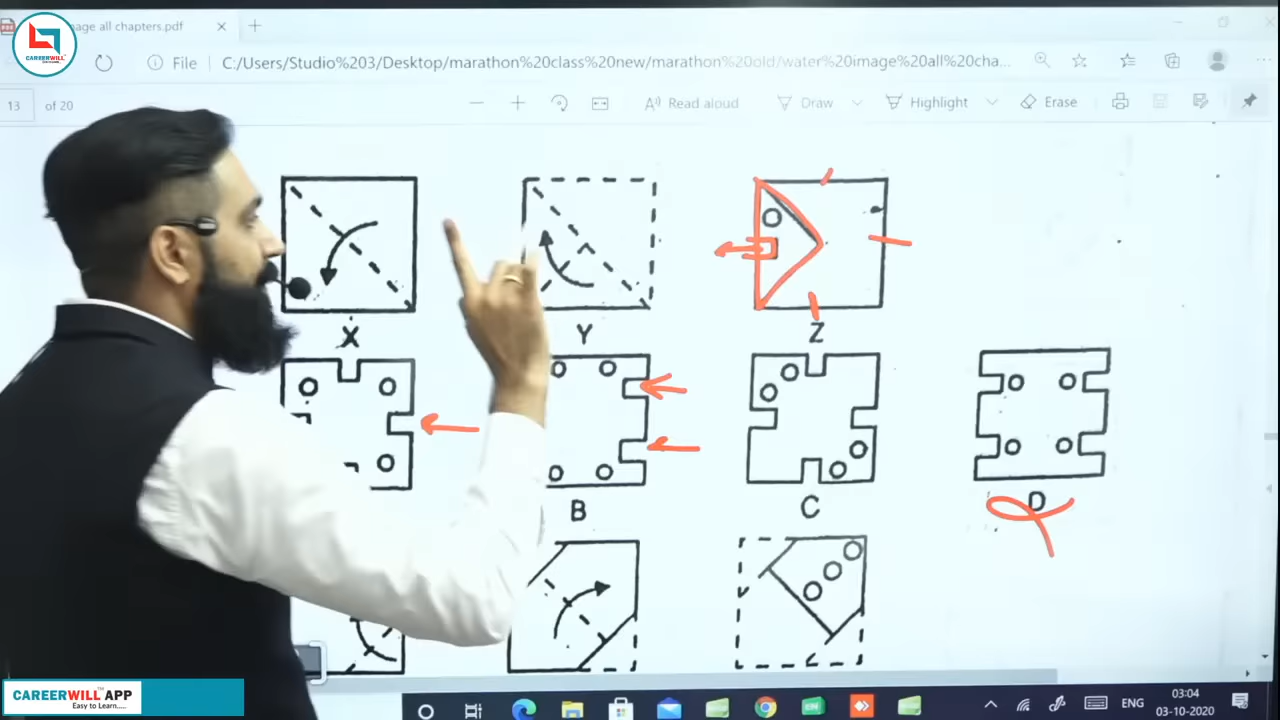 nage all chapters.pdf
CAREERWILL
File C:/Users/Studio%203/Desktop/marathon%20class%20new/marathon%20old/water%20image%20all%20cha...
13 of 20
Read aloud Draw Highlight Erase
X Y Z
B C D
CAREERWILL APP
Easy to Learn.....
ENG
03:04
03-10-2020